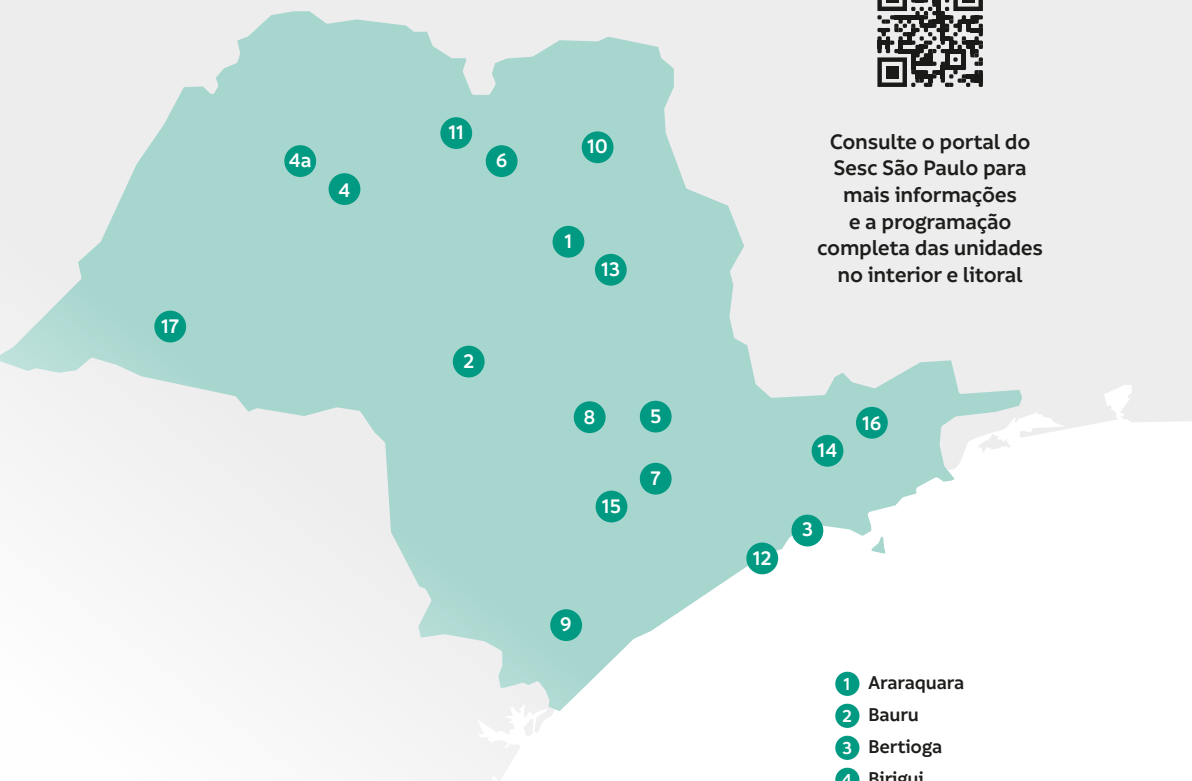 Consulte o portal do
Sesc São Paulo para
mais informações
e a programação
completa das unidades
no interior e litoral
11
10
4a
6
4
1
13
17
2
8
5
16
14
7
15
3
12
9
1 Araraquara
2 Bauru
3 Bertioga
4 Birigui